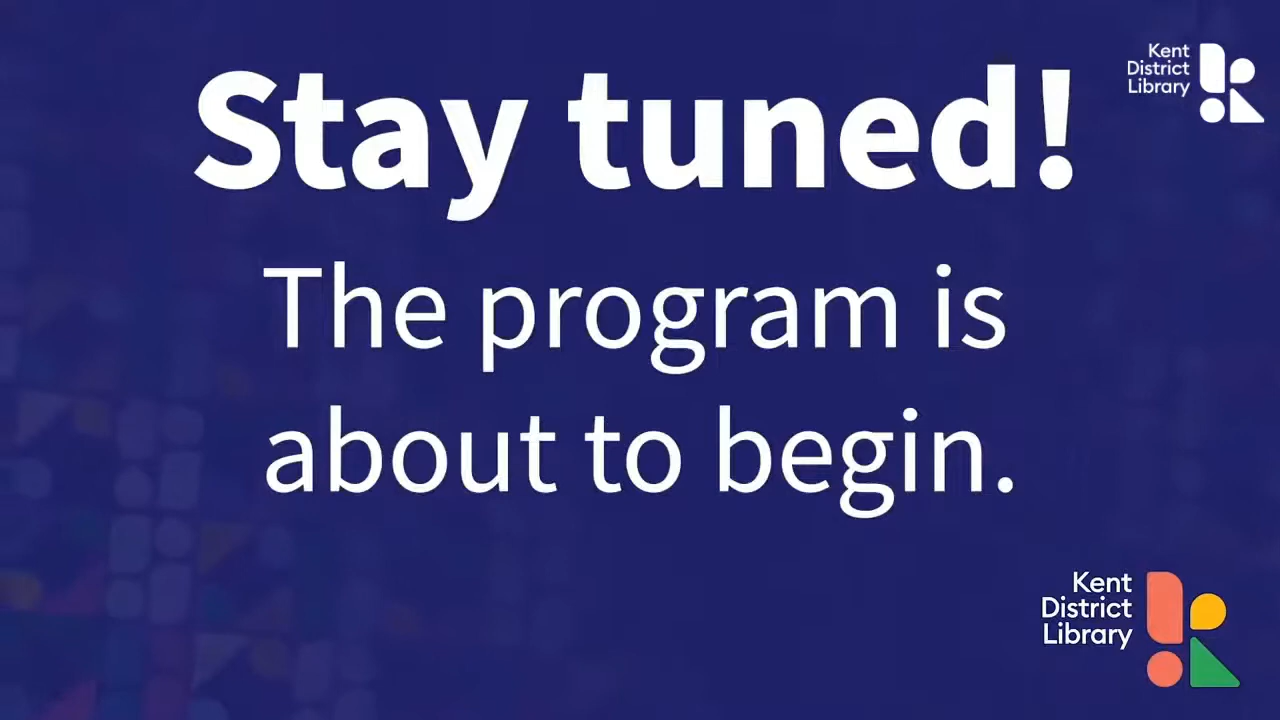 Stay tuned!
The program is
about to begin.
Kent
District
Library
Kent
District
Library